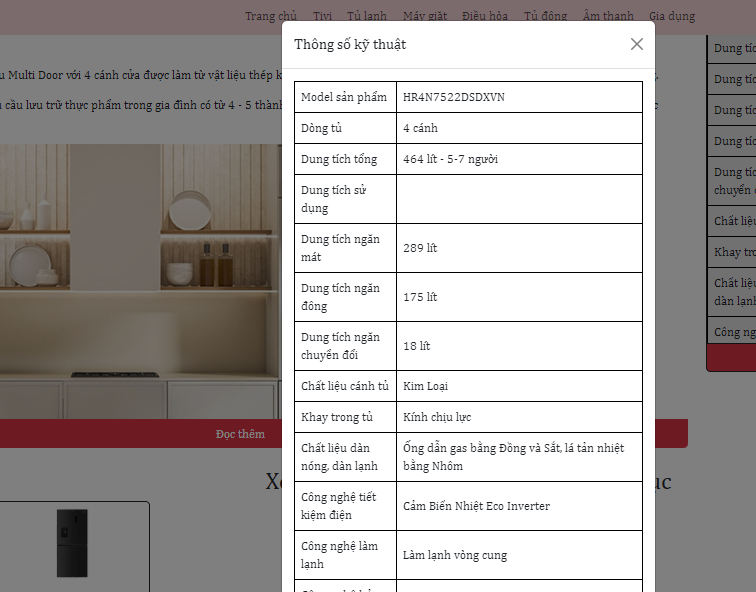 Trang chủ Tivi Tủ lạnh Máy giặt Điều hòa Tủ đông Âm thanh Gia dụng
Thông số kỹ thuật
Multi Door với 4 cánh cửa được làm từ vật liệu thép
cầu lưu trữ thực phẩm trong gia đình có từ 4 - 5
Model sản phẩm HR4N7522DSDXVN
Dòng tủ 4 cánh
Dung tích tổng 464 lít - 5-7 người
Dung tích sử
dụng
Dung tích ngăn
mát
289 lít
Dung tích ngăn
đông
175 lít
Dung tích ngăn
chuyển đổi
18 lít
Chất liệu cánh tủ Kim Loại
Khay trong tủ Kính chịu lực
Chất liệu dàn
nóng, dàn lạnh
Ống dẫn gas bằng Đồng và Sắt, lá tản nhiệt
bằng Nhôm
Công nghệ tiết
kiệm điện
Cảm Biến Nhiệt Eco Inverter
Công nghệ làm
lạnh
Làm lạnh vòng cung
Đọc thêm
Dung tíc
Dung tíc
Dung tíc
Dung tíc
Dung tíc
chuyển
Chất liệu
Khay tro
Chất liệu
dàn lạnh
Công ng